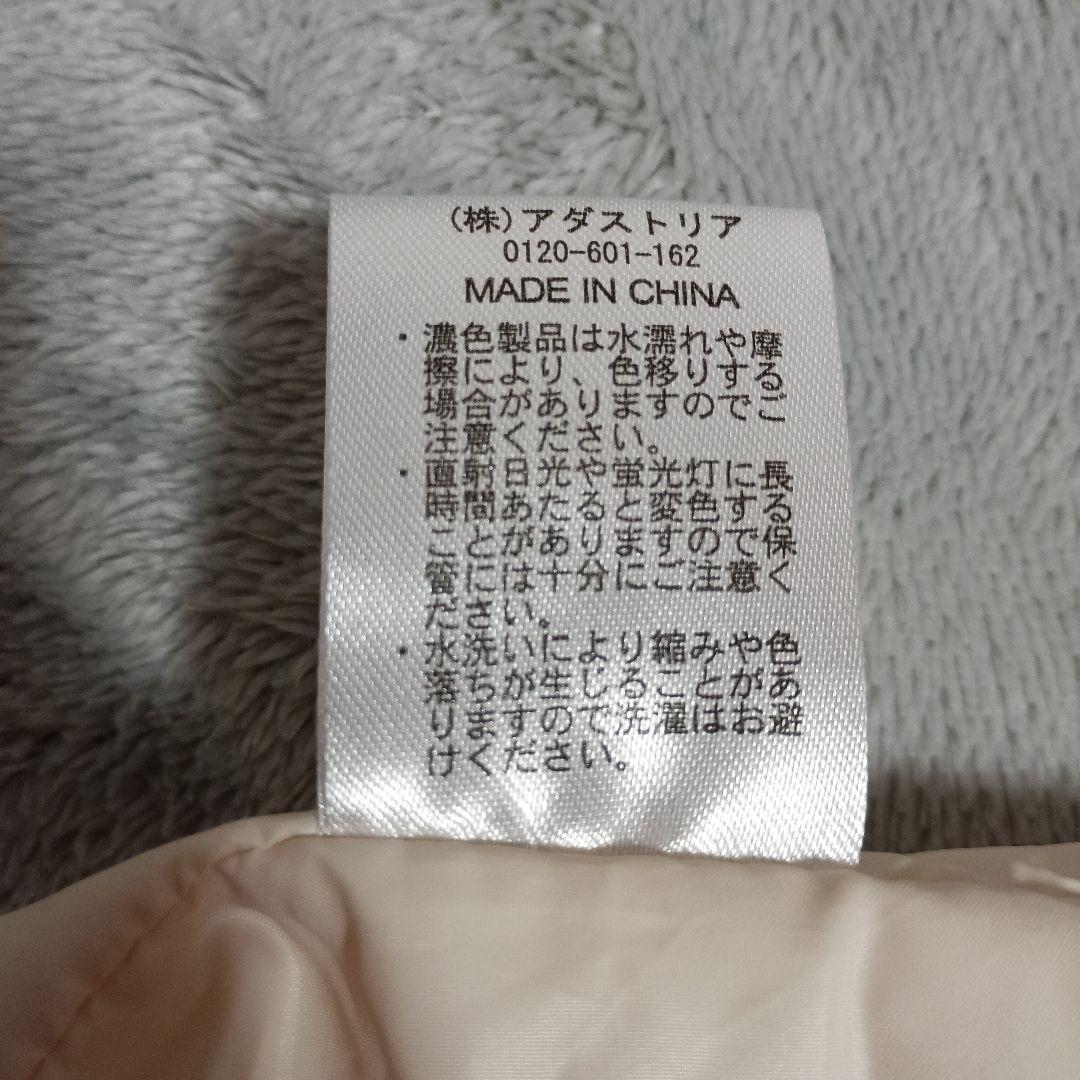 (株)アダストリア
0120-601-162
MADE IN CHINA
・濃色製品は水濡れや摩
擦により、色移りする
場合がありますのでご
注意ください。
・直射日光や蛍光灯に長
時間あたると変色する
ことがありますので保
管には十分にご注意く
ださい。
・水洗いにより縮みや色
落ちが生じることがあ
りますので洗濯はお避
けください。